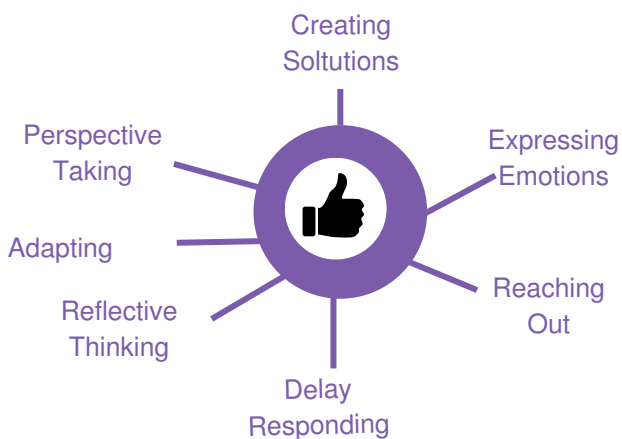 Creating
Soltutions
Expressing
Emotions
Reaching
Out
Delay
Responding
Reflective
Thinking
Adapting
Perspective
Taking